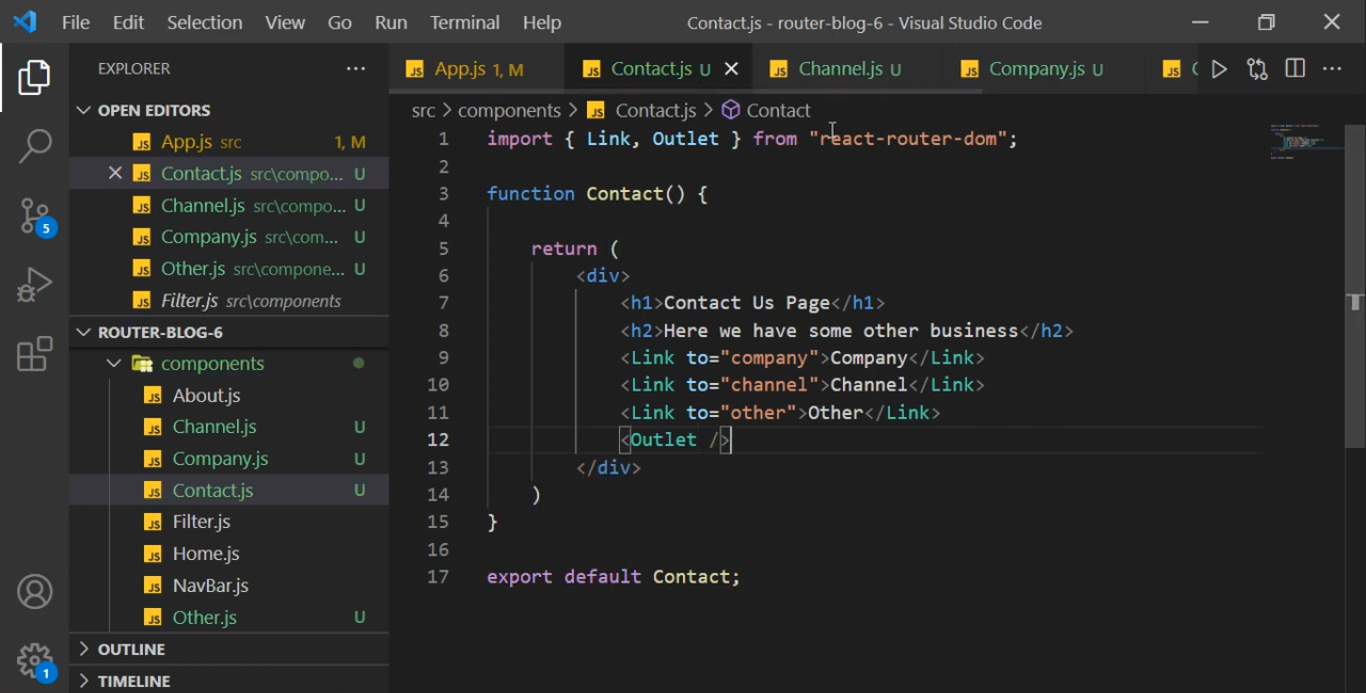 File Edit Selection View Go Run Terminal Help Contact.js - router-blog-6 - Visual Studio Code
EXPLORER
JS App.js 1, M JS Contact.js U JS Channel.js U JS Company.js U JS
OPEN EDITORS
JS App.js src 1, M
JS Contact.js src\compo... U
JS Channel.js src\compo... U
JS Company.js src\com... U
JS Other.js src\compone... U
JS Filter.js src\components
ROUTER-BLOG-6
components
JS About.js
JS Channel.js U
JS Company.js U
JS Contact.js U
JS Filter.js
JS Home.js
JS NavBar.js
JS Other.js U
OUTLINE
TIMELINE
5
1
src > components > JS Contact.js > Contact
1 import { Link, Outlet } from "react-router-dom";
2
3 function Contact() {
4
5 return (
6 <div>
7 <h1>Contact Us Page</h1>
8 <h2>Here we have some other business</h2>
9 <Link to="company">Company</Link>
10 <Link to="channel">Channel</Link>
11 <Link to="other">Other</Link>
12 <Outlet />
13 </div>
14 )
15 }
16
17 export default Contact;